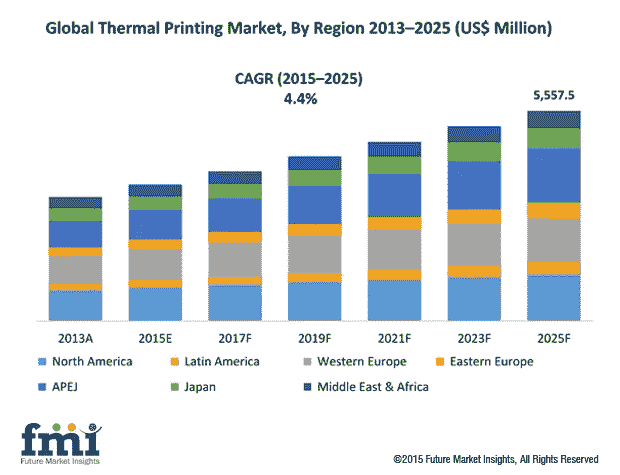 Global Thermal Printing Market, By Region 2013–2025 (US$ Million)
CAGR (2015–2025)
4.4%
5,557.5
2013A 2015E 2017F 2019F 2021F 2023F 2025F
North America Latin America Western Europe Eastern Europe
APEJ Japan Middle East & Africa
fmi
Future Market Insights
©2015 Future Market Insights, All Rights Reserved